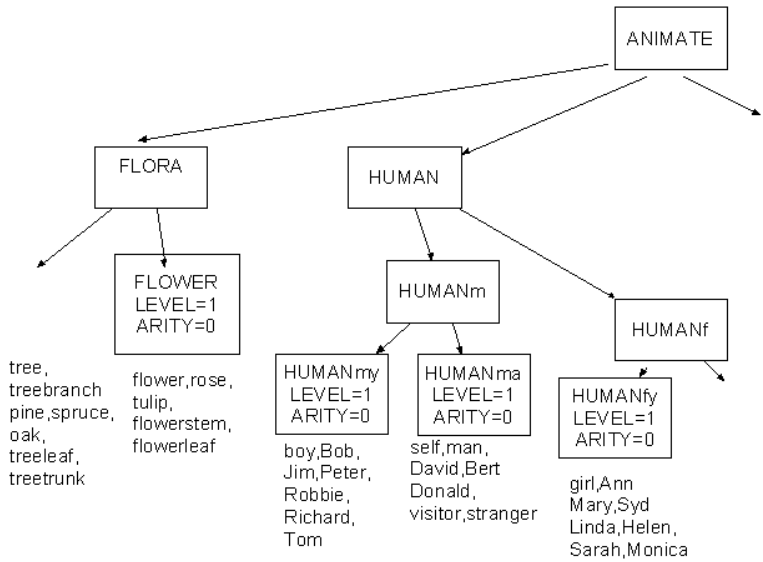 ANIMATE
FLORA
HUMAN
FLOWER
LEVEL=1
ARITY=0
HUMANm
HUMANf
HUMANmy
LEVEL=1
ARITY=0
HUMANma
LEVEL=1
ARITY=0
HUMANfy
LEVEL=1
ARITY=0
tree,
treebranch
pine,spruce,
oak,
treeleaf,
treetrunk
flower,rose,
tulip,
flowerstem,
flowerleaf
boy,Bob,
Jim,Peter,
Robbie,
Richard,
Tom
self,man,
David,Bert
Donald,
visitor,stranger
girl,Ann
Mary,Syd
Linda,Helen,
Sarah,Monica